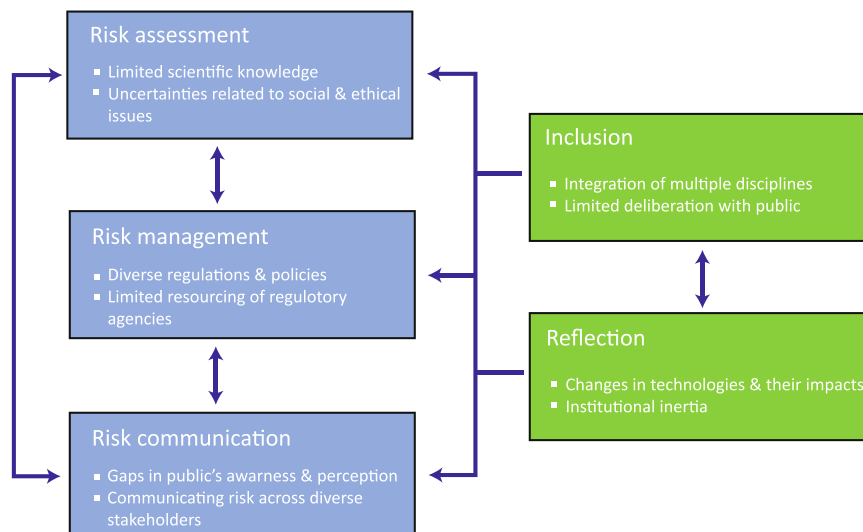 Risk assessment
Limited scientific knowledge
Uncertainties related to social & ethical
issues
Risk management
Diverse regulations & policies
Limited resourcing of regulotory
agencies
Risk communication
Gaps in public's awarness & perception
Communicating risk across diverse
stakeholders
Inclusion
Integration of multiple disciplines
Limited deliberation with public
Reflection
Changes in technologies & their impacts
Institutional inertia